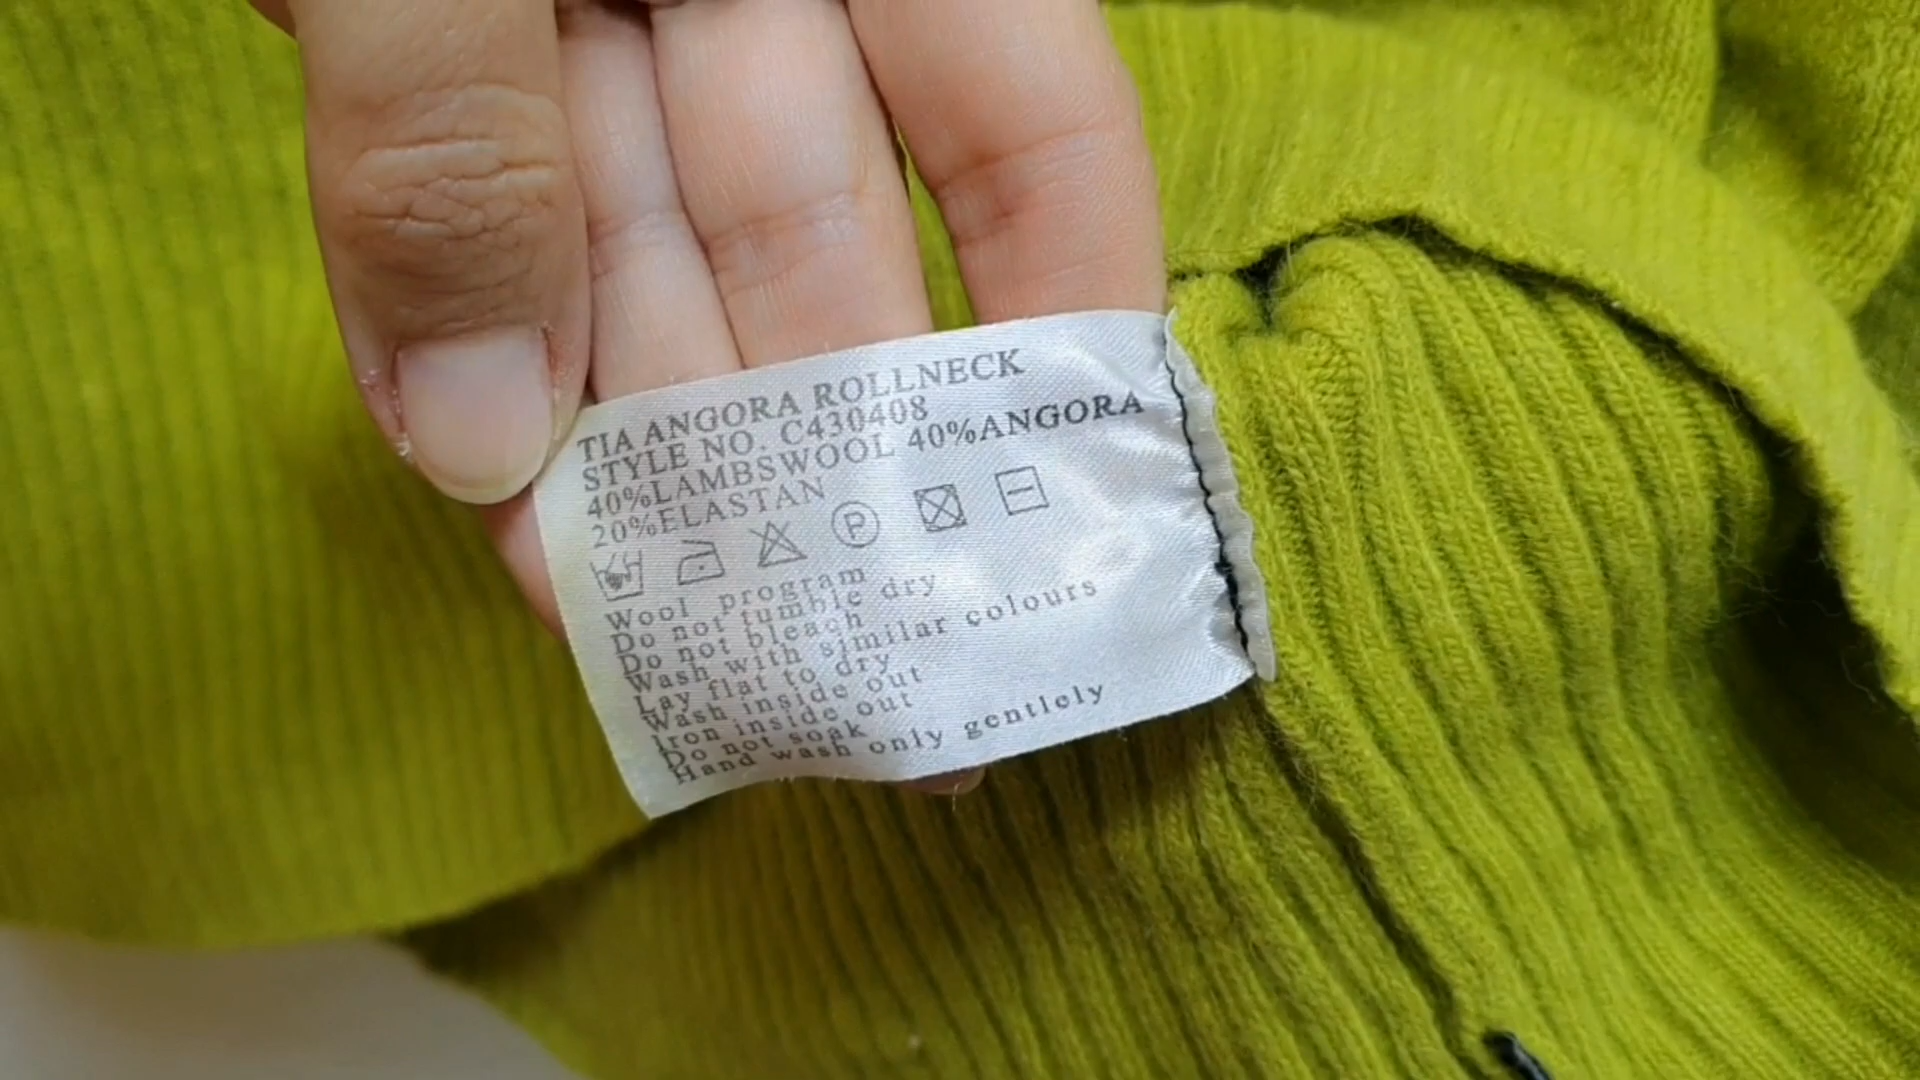 TIA ANGORA ROLLNECK
STYLE NO. C430408
40%LAMBSWOOL 40%ANGORA
20%ELASTAN
P
Wool program
Do not tumble dry
Do not bleach
Wash with similar colours
Lay flat to dry
Wash inside out
Iron inside out
Do not soak
Hand wash only gentlely